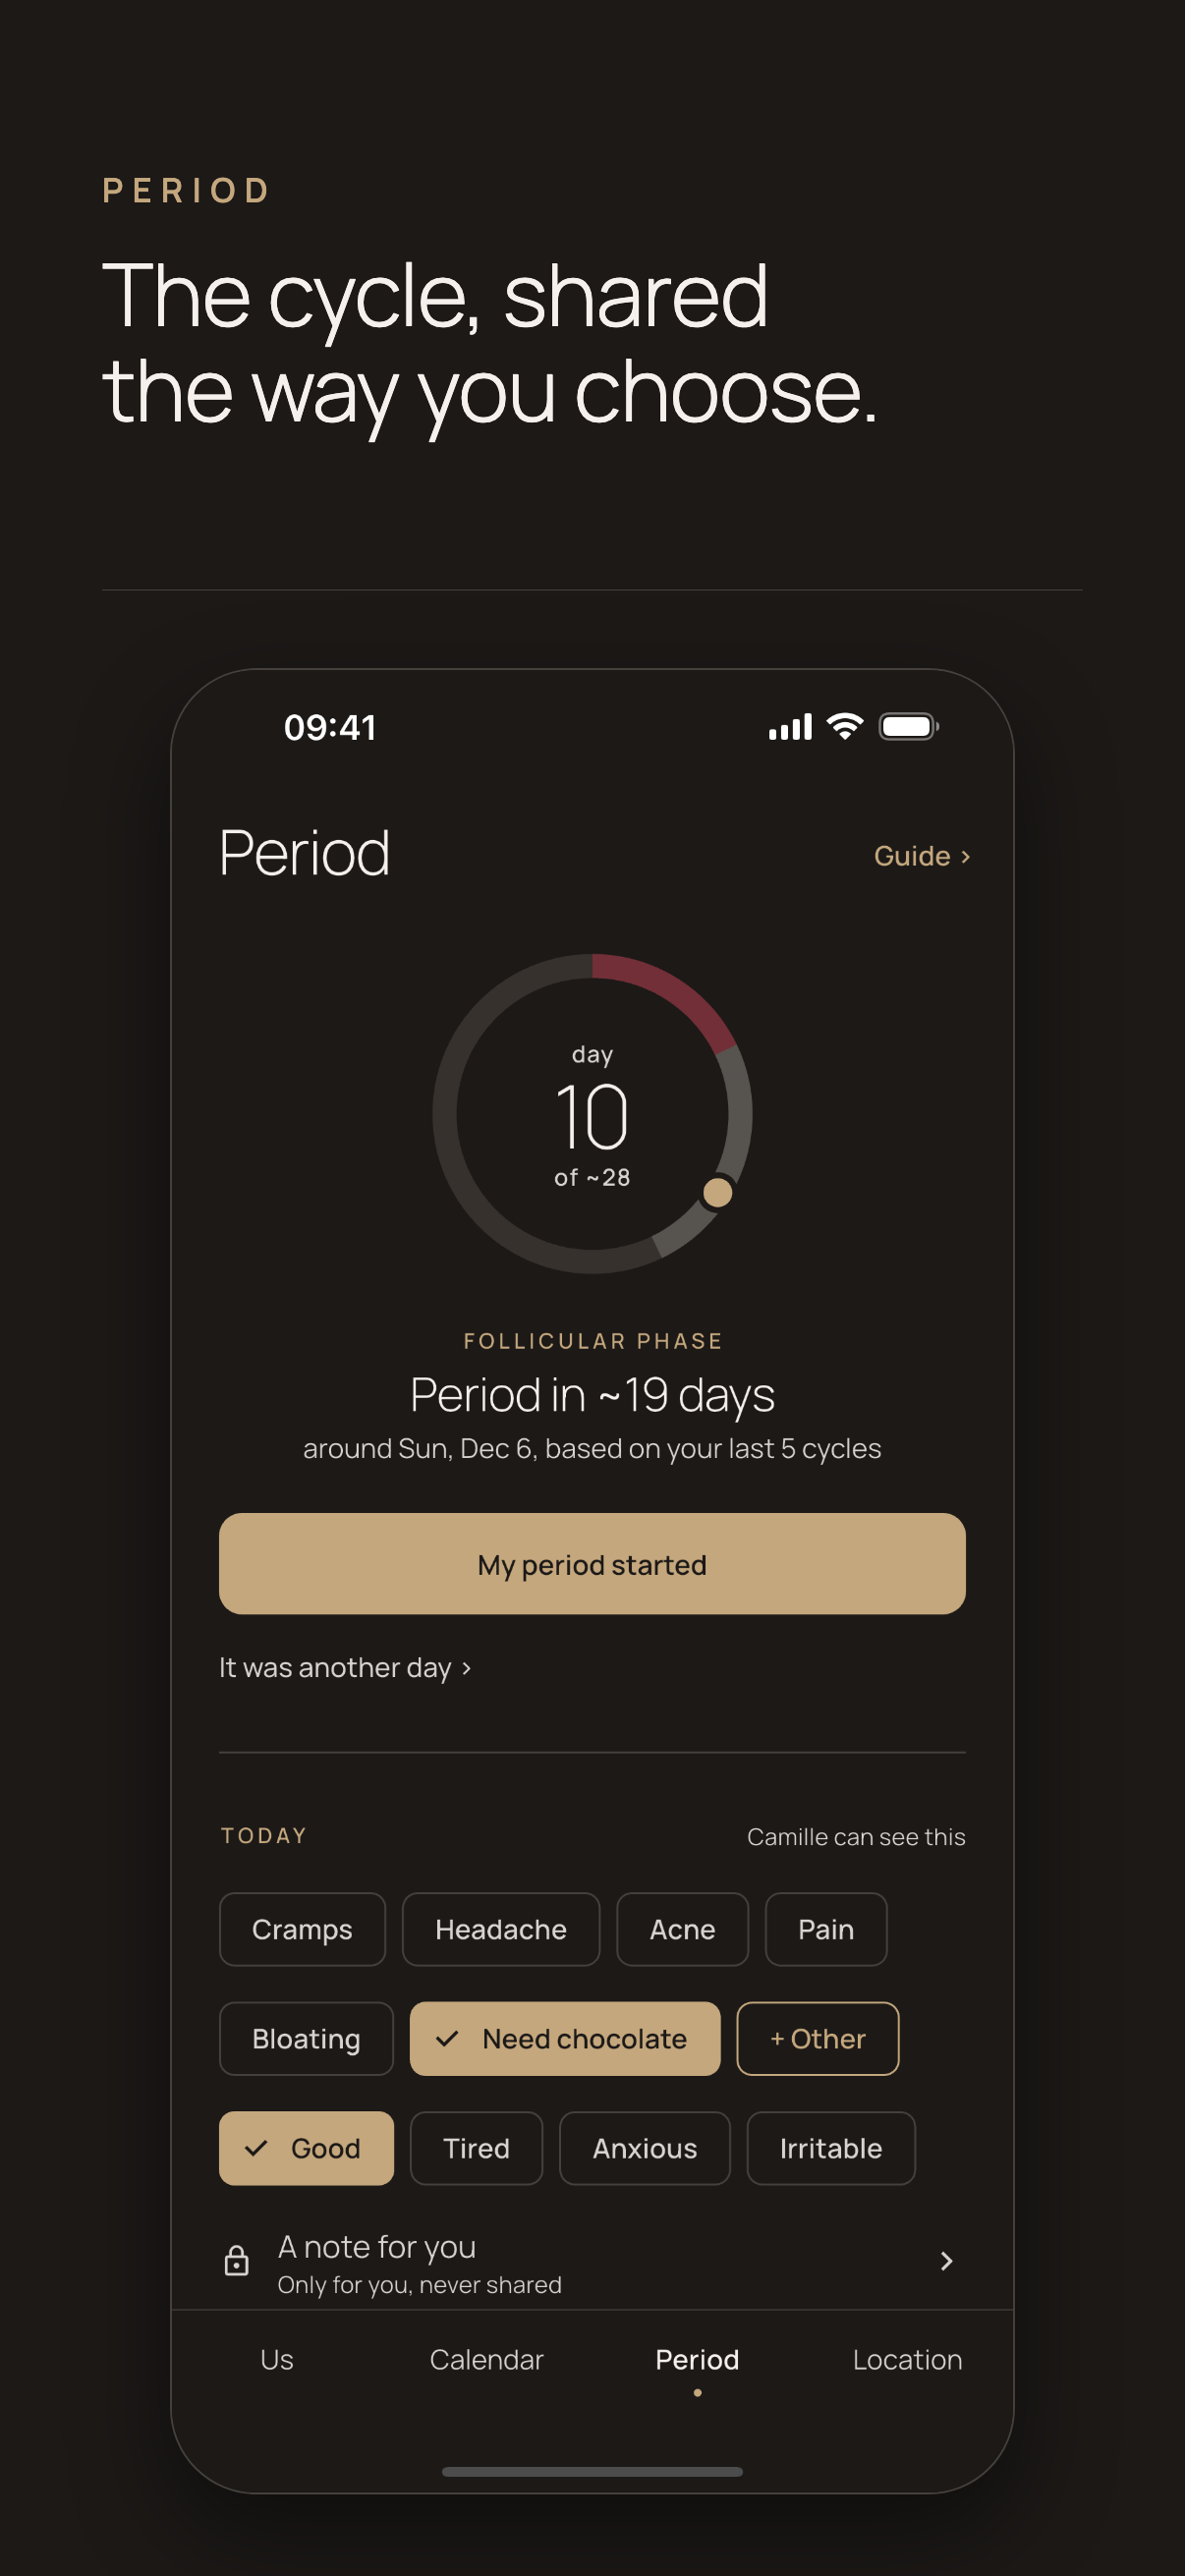 PERIOD
The cycle, shared
the way you choose.
09:41
Period
Guide ›
day
10
of ~28
FOLLICULAR PHASE
Period in ~19 days
around Sun, Dec 6, based on your last 5 cycles
My period started
It was another day ›
TODAY
Camille can see this
Cramps
Headache
Acne
Pain
Bloating
Need chocolate
+ Other
Good
Tired
Anxious
Irritable
A note for you
Only for you, never shared
Us
Calendar
Period
Location